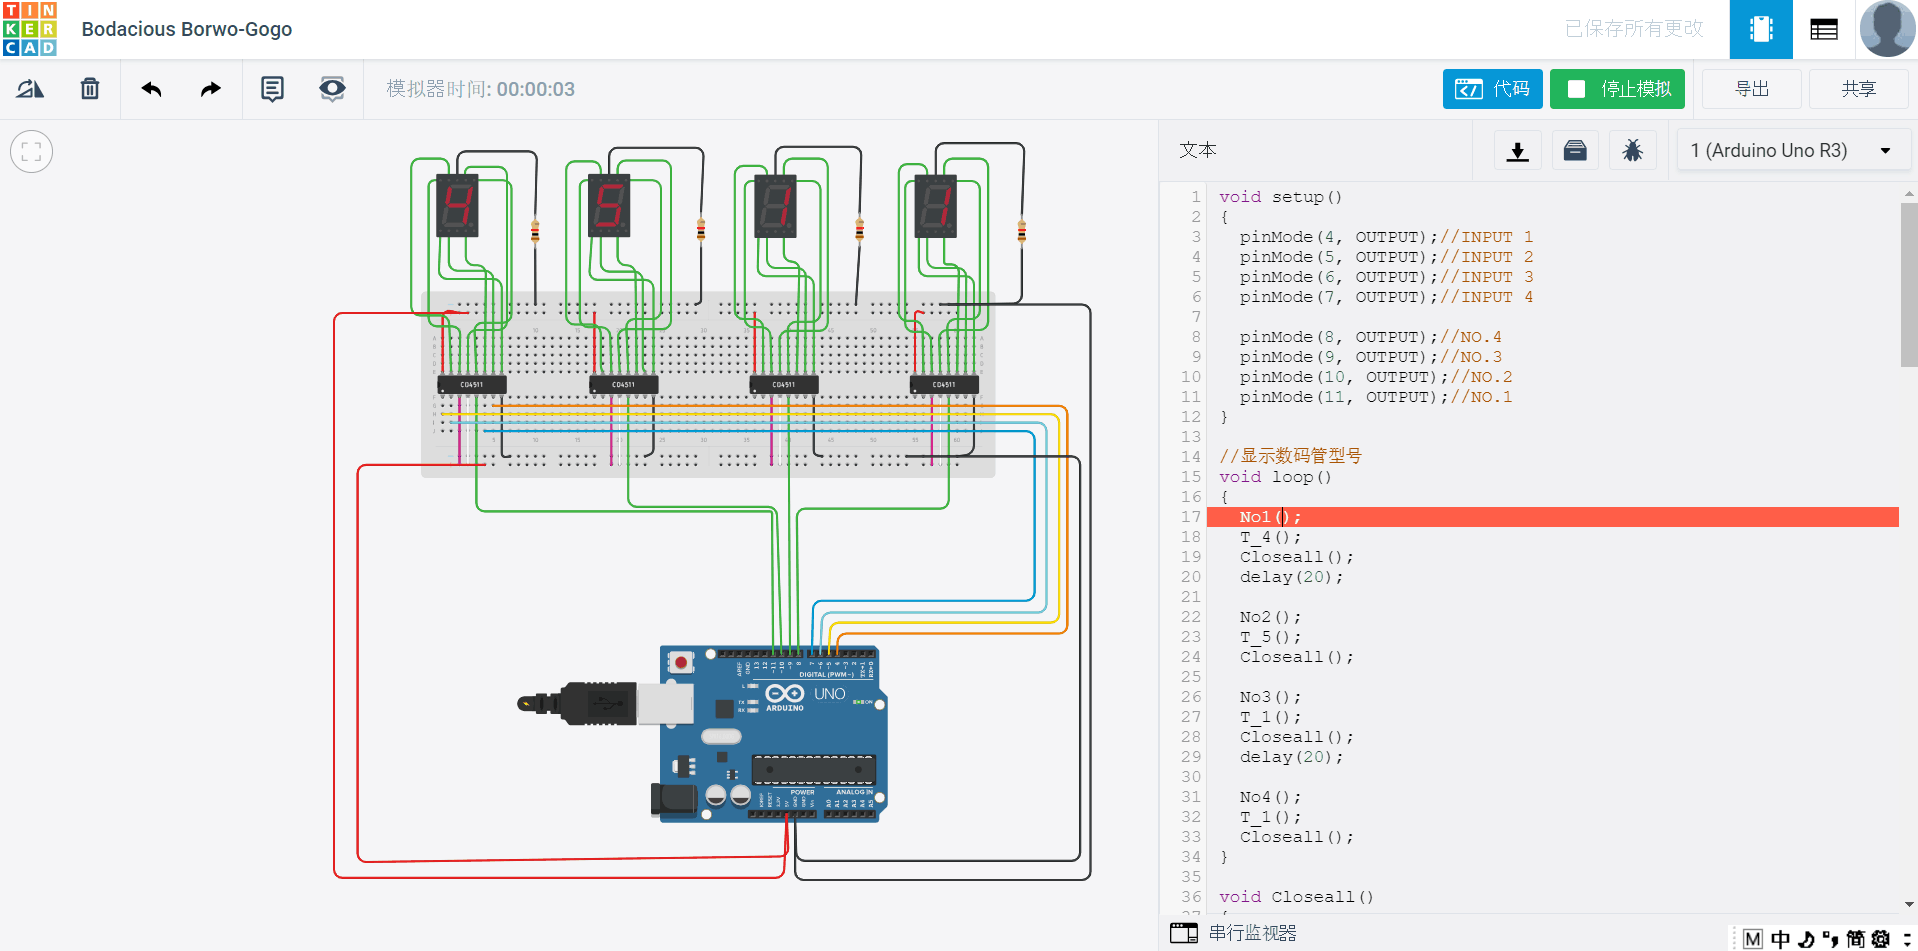 TIN
KER
CAD
Bodacious Borwo-Gogo
已保存所有更改
模拟器时间: 00:00:03
代码
停止模拟
导出
共享
文本
1 (Arduino Uno R3)
1 void setup()
2 {
3 pinMode(4, OUTPUT);//INPUT 1
4 pinMode(5, OUTPUT);//INPUT 2
5 pinMode(6, OUTPUT);//INPUT 3
6 pinMode(7, OUTPUT);//INPUT 4
7
8 pinMode(8, OUTPUT);//NO.4
9 pinMode(9, OUTPUT);//NO.3
10 pinMode(10, OUTPUT);//NO.2
11 pinMode(11, OUTPUT);//NO.1
12 }
13
14 //显示数码管型号
15 void loop()
16 {
17 No1();
18 T_4();
19 Closeall();
20 delay(20);
21
22 No2();
23 T_5();
24 Closeall();
25
26 No3();
27 T_1();
28 Closeall();
29 delay(20);
30
31 No4();
32 T_1();
33 Closeall();
34 }
35
36 void Closeall()
37 {
串行监视器
4 5 1 1
CD4511 CD4511 CD4511 CD4511
DIGITAL (PWM~)
UNO
ARDUINO
TX
RX
ON
POWER
ANALOG IN
M 中 简